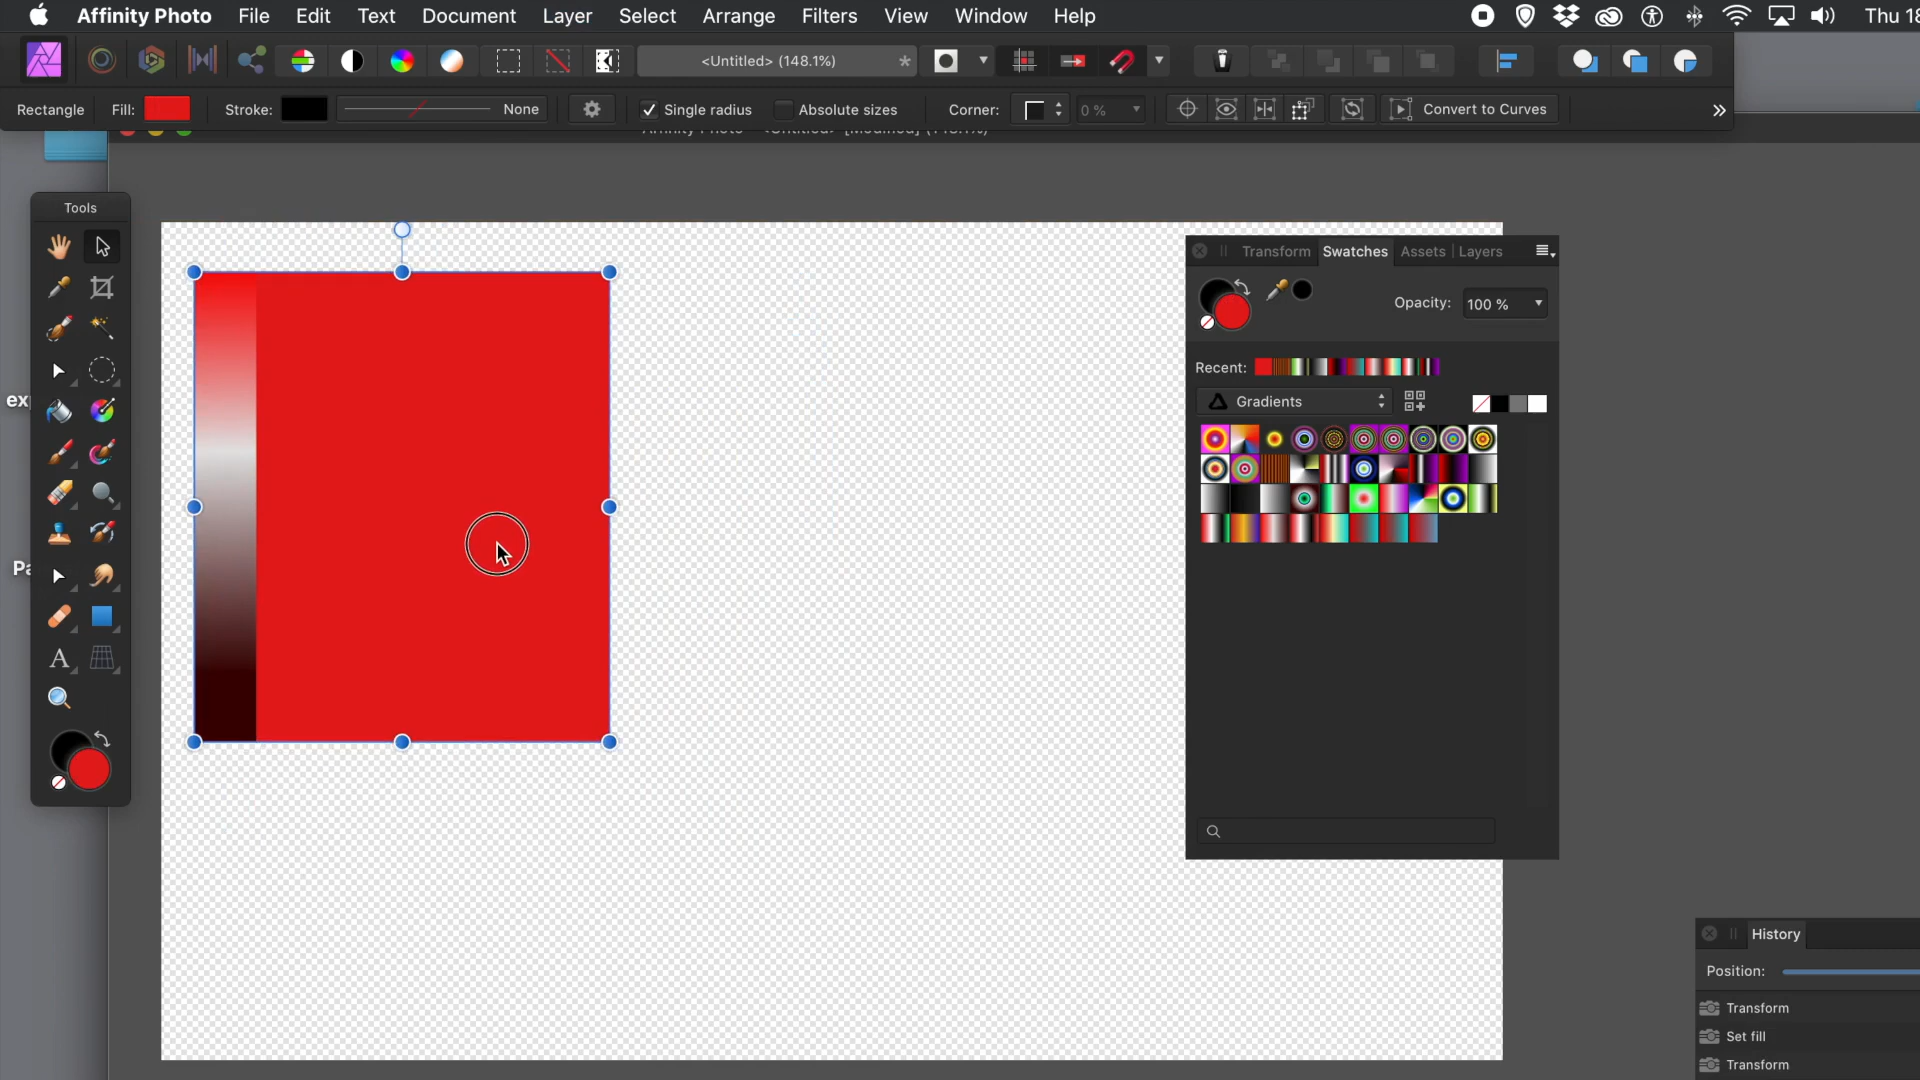 Affinity Photo File Edit Text Document Layer Select Arrange Filters View Window Help Thu 18
<Untitled> (148.1%) *
Rectangle Fill: Stroke: None Single radius Absolute sizes Corner: 0 % Convert to Curves
Tools
Transform Swatches Assets Layers
Opacity: 100 %
Recent:
Gradients
A
History
Position:
Transform
Set fill
Transform